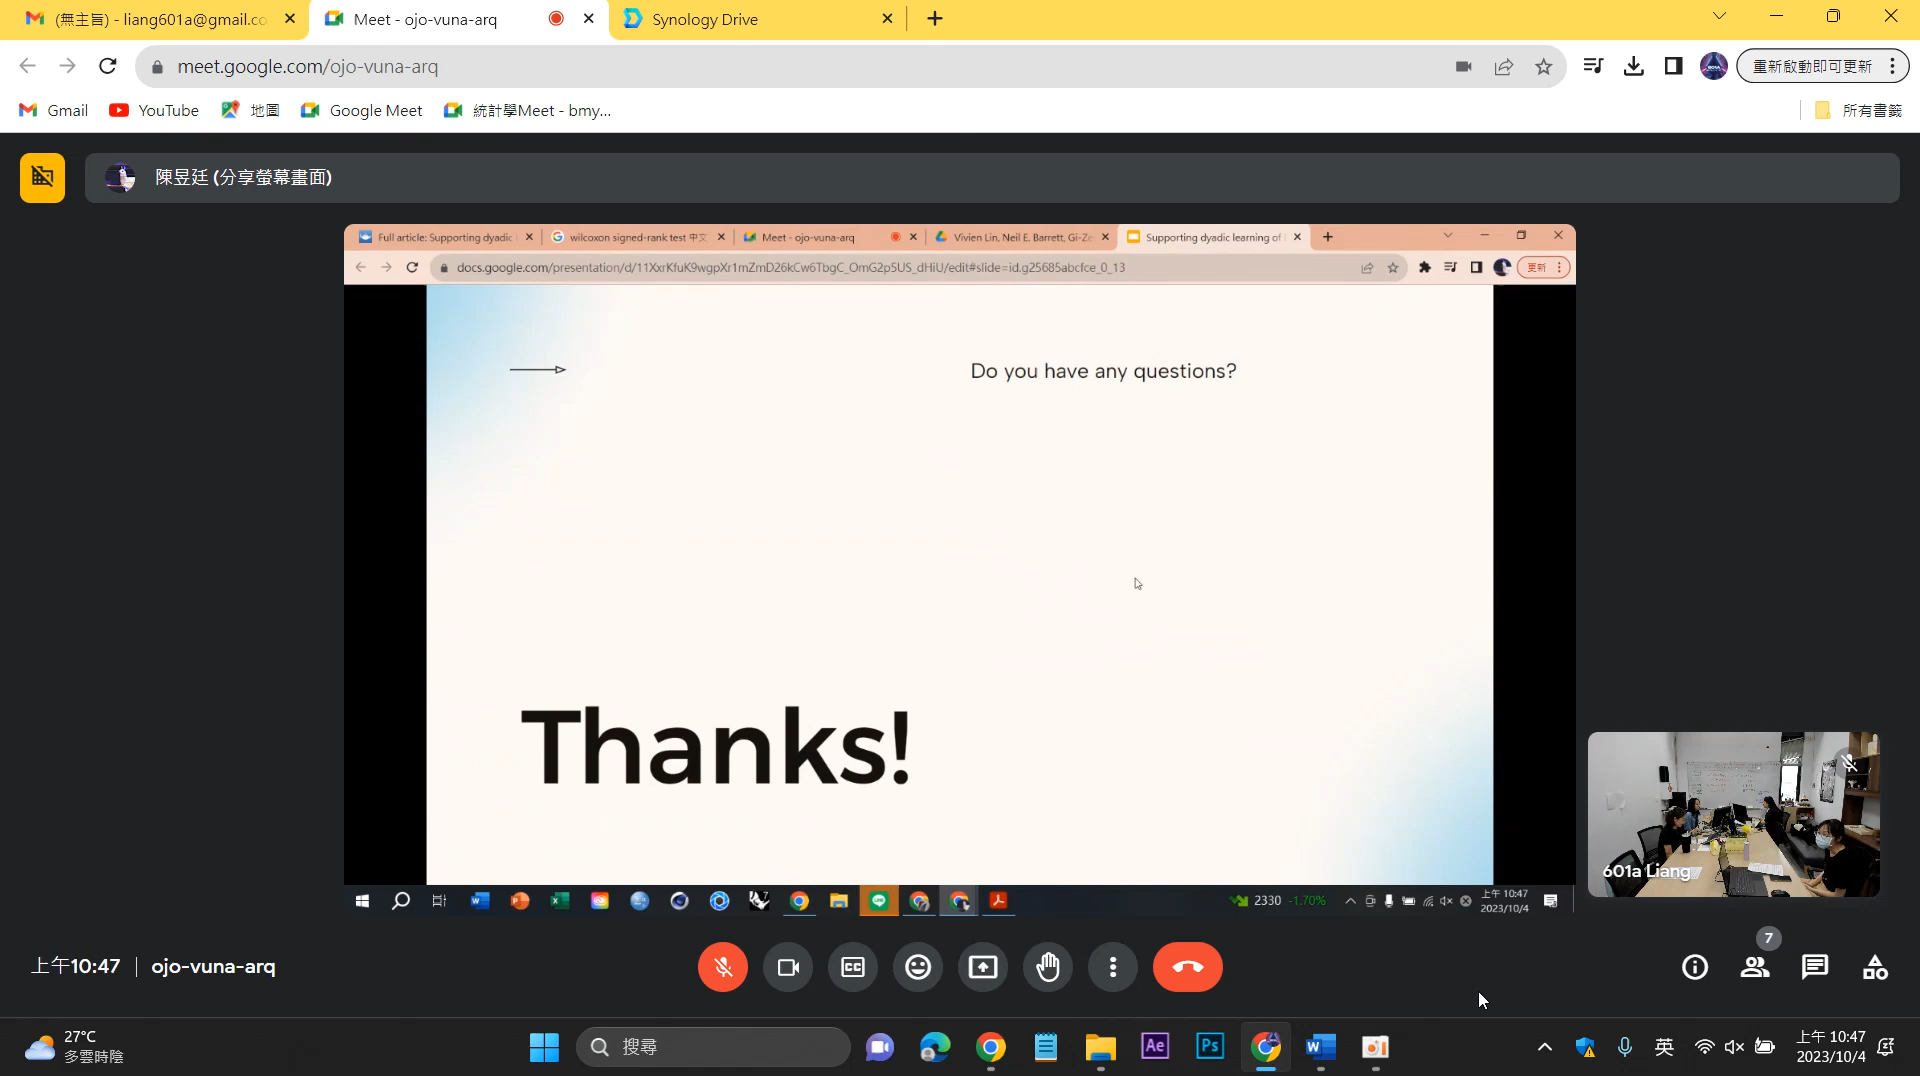 (無主旨) - liang601a@gmail.co
Meet - ojo-vuna-arq
Synology Drive
meet.google.com/ojo-vuna-arq
重新啟動即可更新
Gmail
YouTube
地圖
Google Meet
統計學Meet - bmy...
所有書籤
陳昱廷 (分享螢幕畫面)
Full article: Supporting dyadic
wilcoxon signed-rank test 中文
Meet - ojo-vuna-arq
Vivien Lin, Neil E. Barrett, Gi-Ze
Supporting dyadic learning of
docs.google.com/presentation/d/11XxrKfuK9wgpXr1mZmD26kCw6TbgC_OmG2p5US_dHiU/edit#slide=id.g25685abcfce_0_13
更新
Do you have any questions?
Thanks!
601a Liang
2330 -1.70%
上午 10:47
2023/10/4
上午10:47 | ojo-vuna-arq
7
27°C
多雲時陰
搜尋
Ae
Ps
英
上午 10:47
2023/10/4